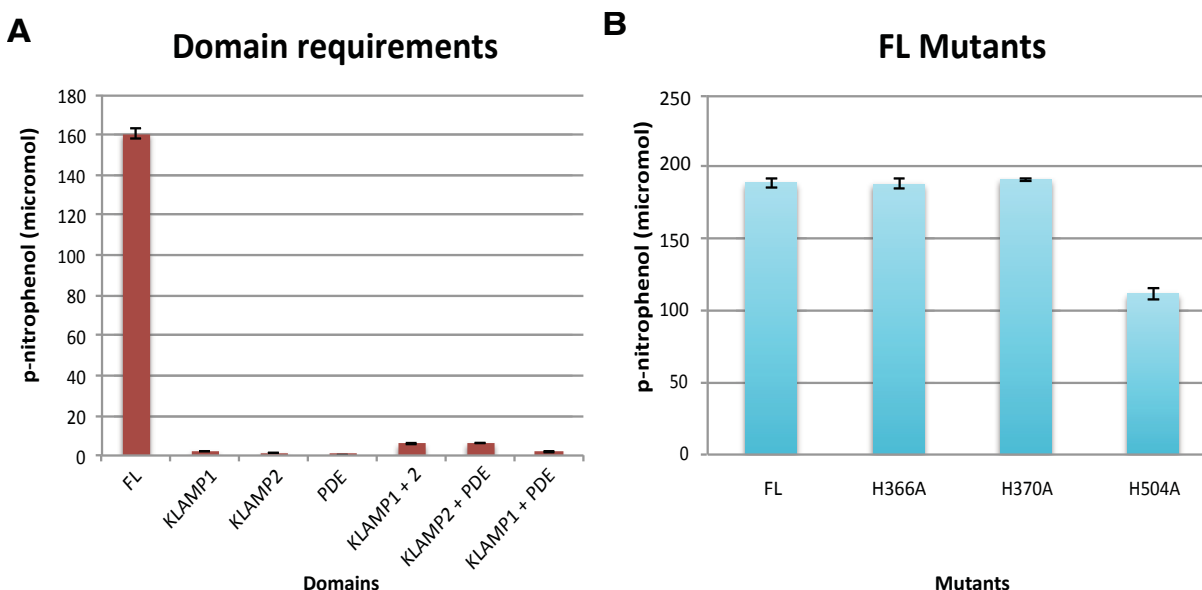 A
Domain requirements
p-nitrophenol (micromol)
180
160
140
120
100
80
60
40
20
0
FL
KLAMP1
KLAMP2
PDE
KLAMP1 + 2
KLAMP2 + PDE
KLAMP1 + PDE
Domains
B
FL Mutants
p-nitrophenol (micromol)
250
200
150
100
50
0
FL
H366A
H370A
H504A
Mutants